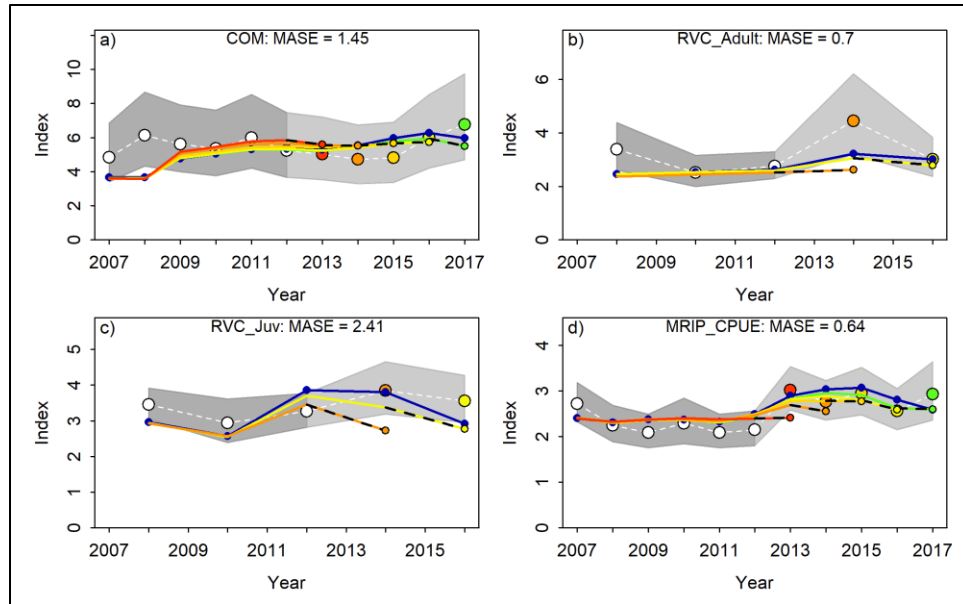 a) COM: MASE = 1.45
Index
0 2 4 6 8 10 12
2007 2009 2011 2013 2015 2017
Year
b) RVC_Adult: MASE = 0.7
Index
0 2 4 6
2007 2009 2011 2013 2015
Year
c) RVC_Juv: MASE = 2.41
Index
0 1 2 3 4 5
2007 2009 2011 2013 2015
Year
d) MRIP_CPUE: MASE = 0.64
Index
0 1 2 3 4
2007 2009 2011 2013 2015 2017
Year